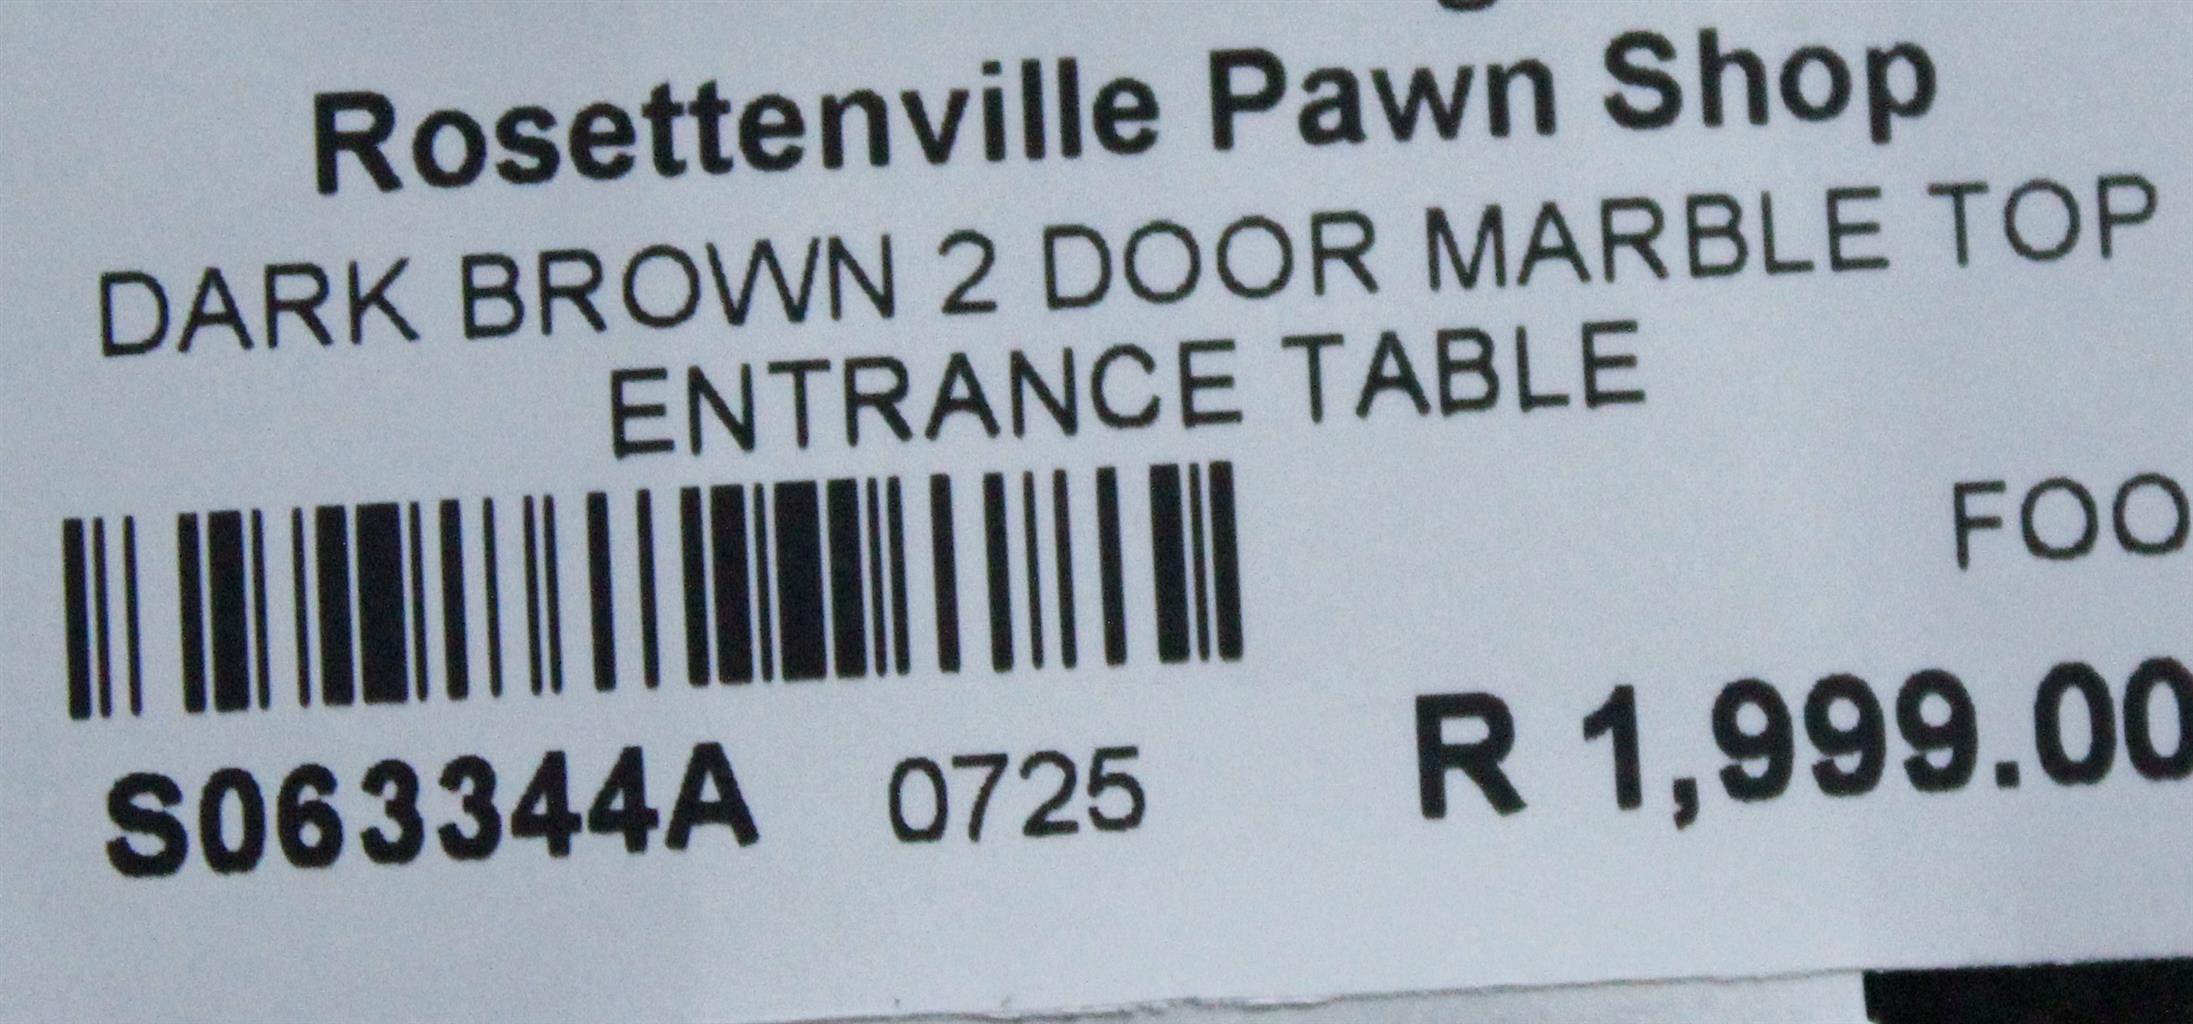 Rosettenville Pawn Shop
DARK BROWN 2 DOOR MARBLE TOP
ENTRANCE TABLE
FOO
S063344A 0725 R 1,999.00